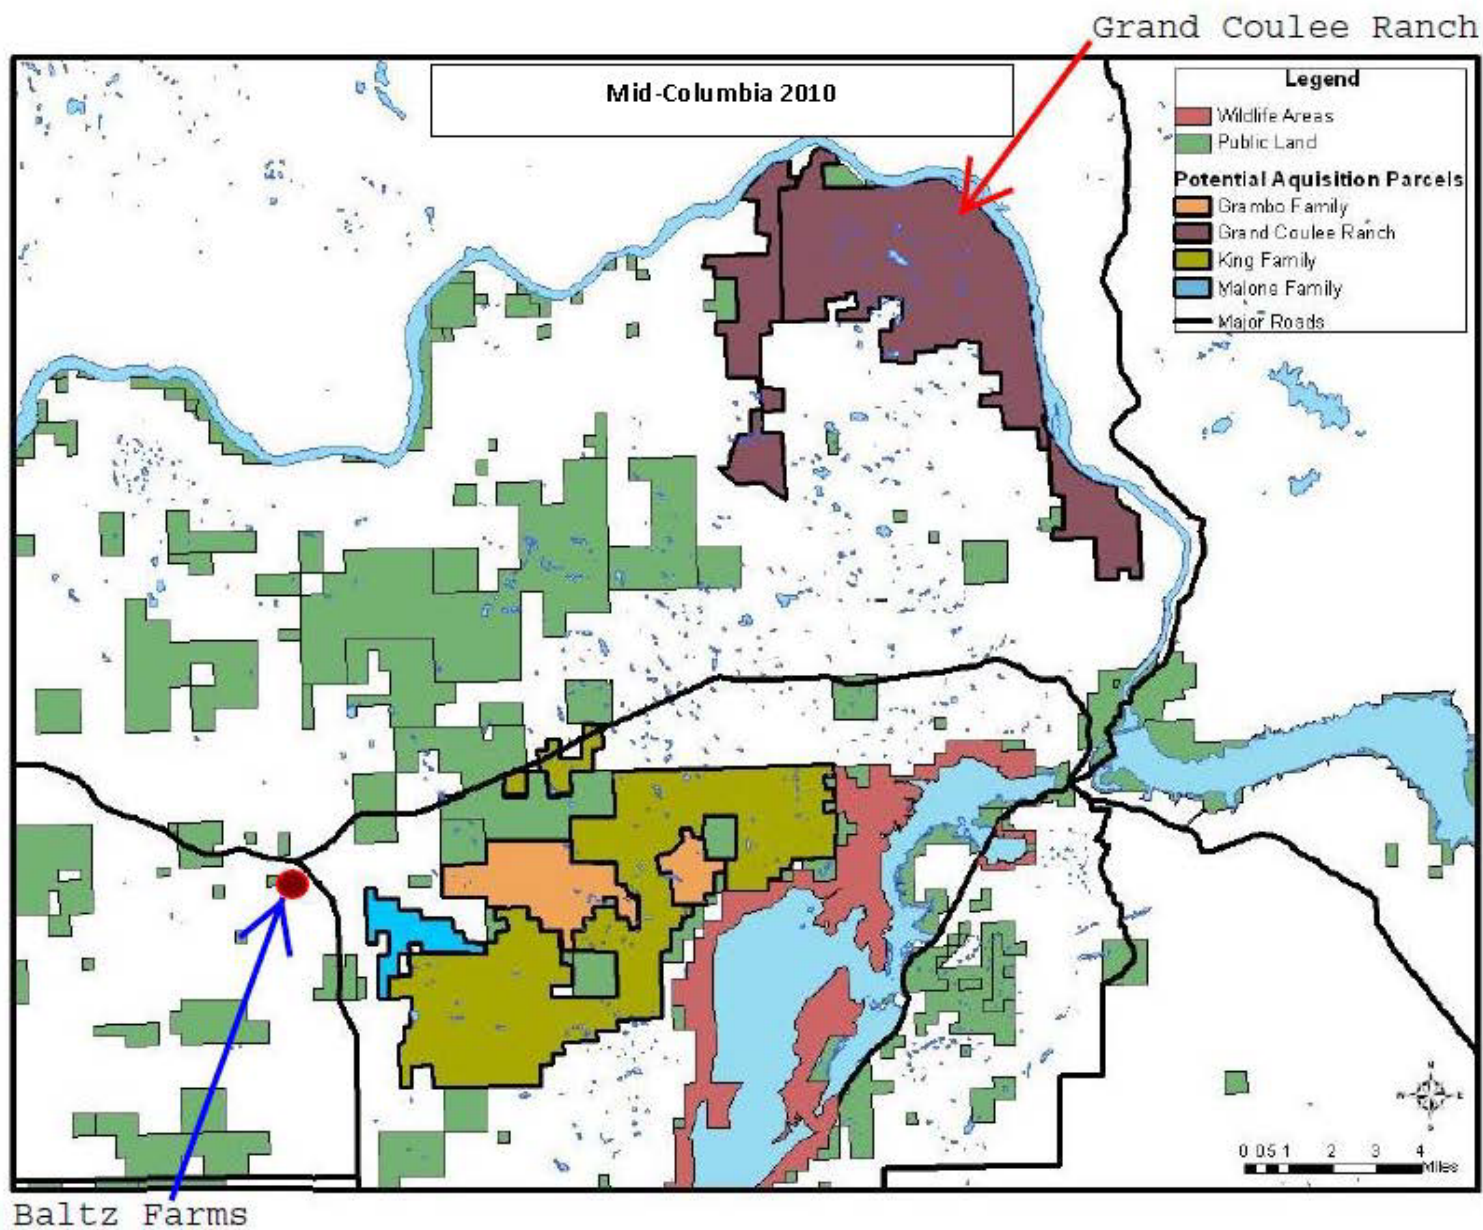 Grand Coulee Ranch
Mid-Columbia 2010
Legend
Wildlife Areas
Public Land
Potential Aquisition Parcels
Grambo Family
Grand Coulee Ranch
King Family
Malone Family
Major Roads
N
W E
S
0 0.5 1 2 3 4
Miles
Baltz Farms